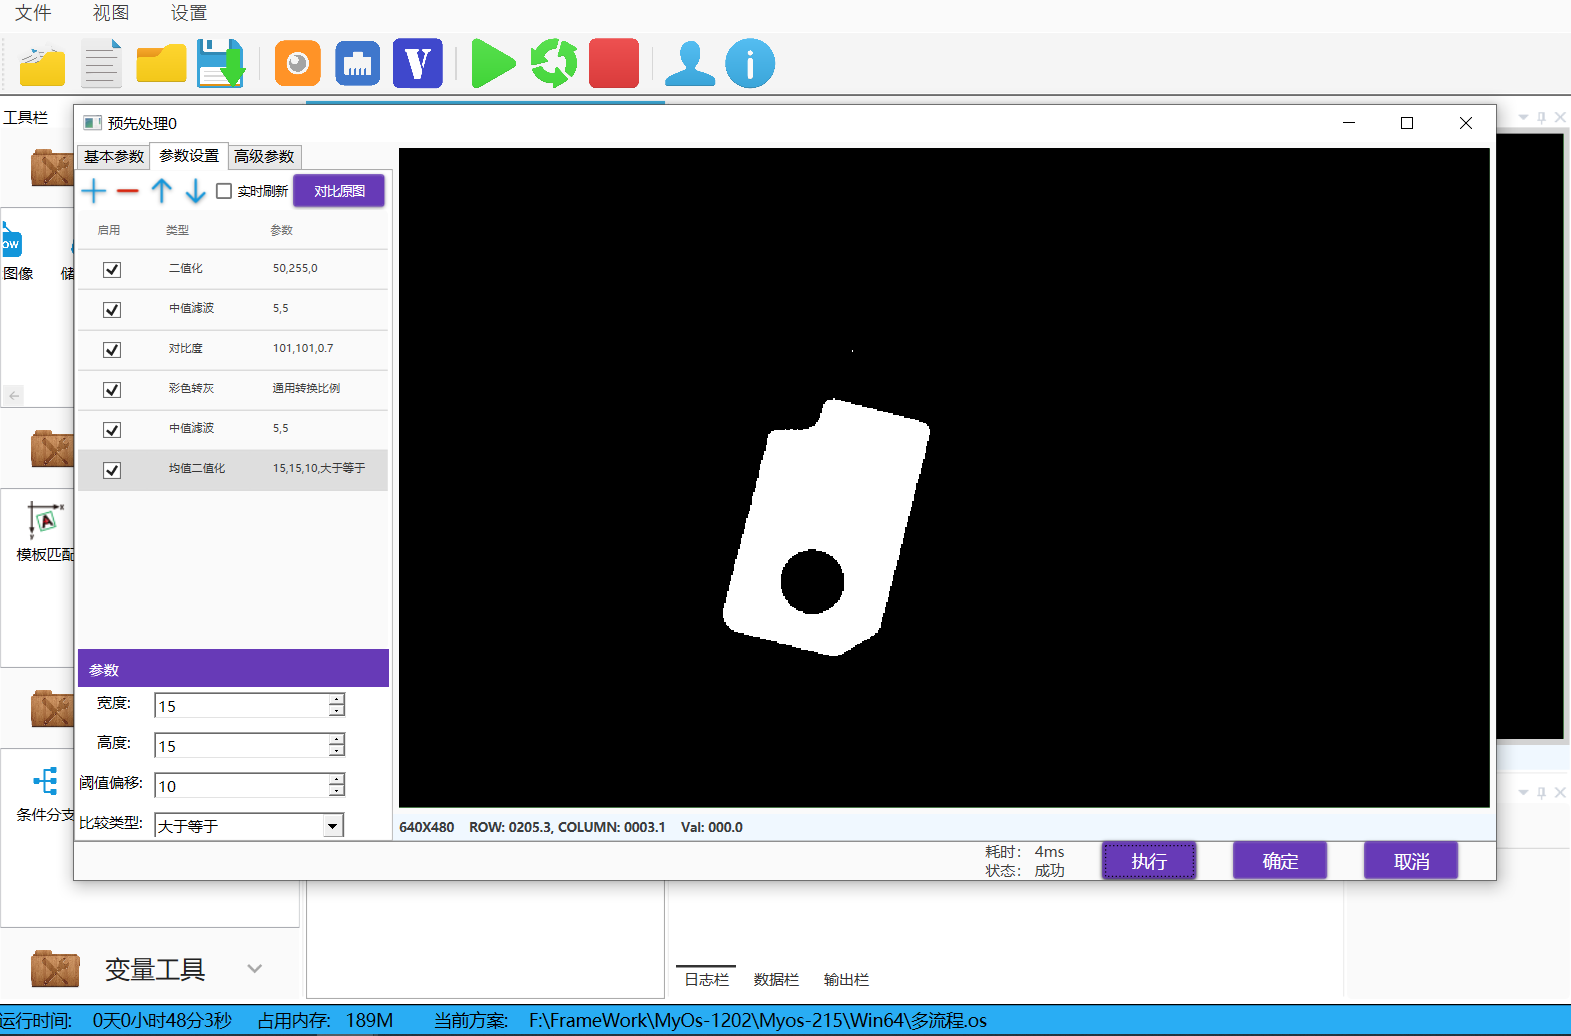 文件 视图 设置
V
工具栏
预先处理0
基本参数 参数设置 高级参数
实时刷新 对比原图
启用 类型 参数
二值化 50,255,0
中值滤波 5,5
对比度 101,101,0.7
彩色转灰 通用转换比例
中值滤波 5,5
均值二值化 15,15,10,大于等于
ow
图像 储
A
模板匹配
条件分支
参数
宽度: 15
高度: 15
阈值偏移: 10
比较类型: 大于等于
640X480 ROW: 0205.3, COLUMN: 0003.1 Val: 000.0
耗时: 4ms
状态: 成功
执行 确定 取消
变量工具
日志栏 数据栏 输出栏
运行时间: 0天0小时48分3秒 占用内存: 189M 当前方案: F:\FrameWork\MyOs-1202\Myos-215\Win64\多流程.os